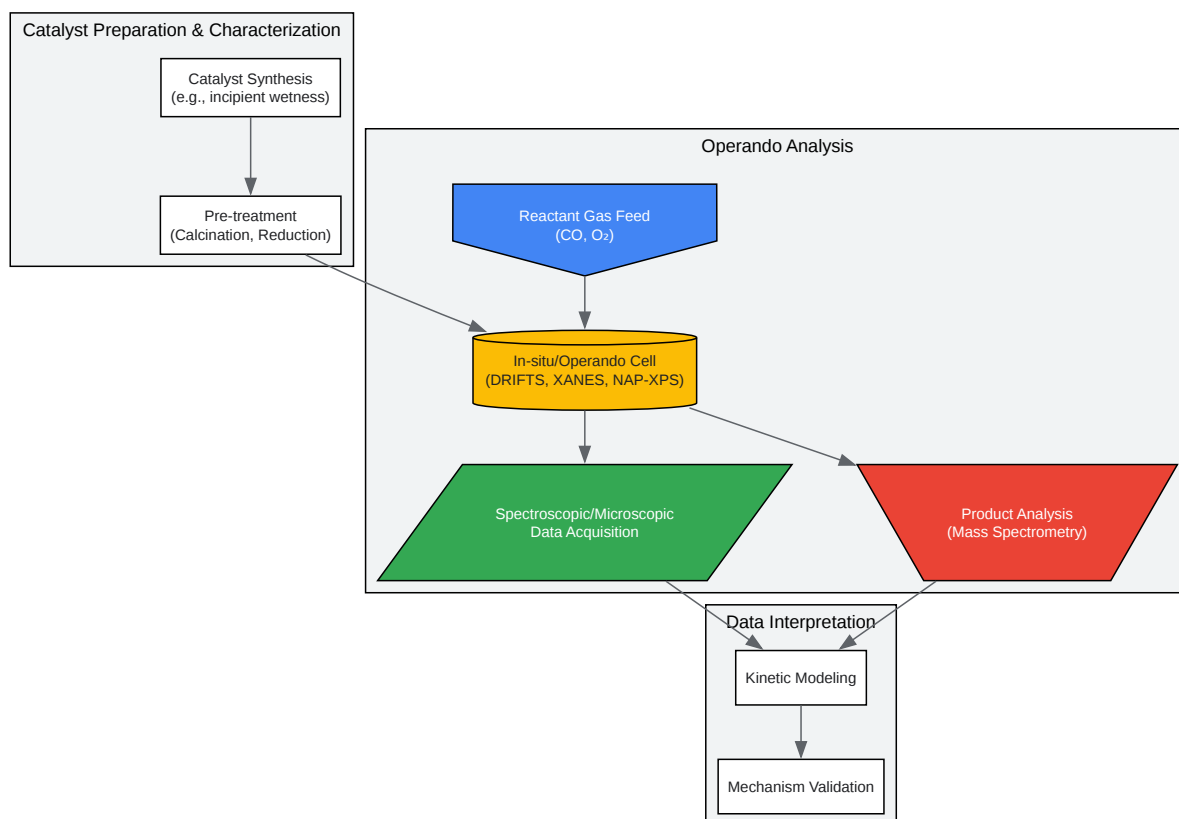 Catalyst Preparation & Characterization
Catalyst Synthesis
(e.g., incipient wetness)
Pre-treatment
(Calcination, Reduction)
Operando Analysis
Reactant Gas Feed
(CO, O₂)
In-situ/Operando Cell
(DRIFTS, XANES, NAP-XPS)
Spectroscopic/Microscopic
Data Acquisition
Product Analysis
(Mass Spectrometry)
Data Interpretation
Kinetic Modeling
Mechanism Validation